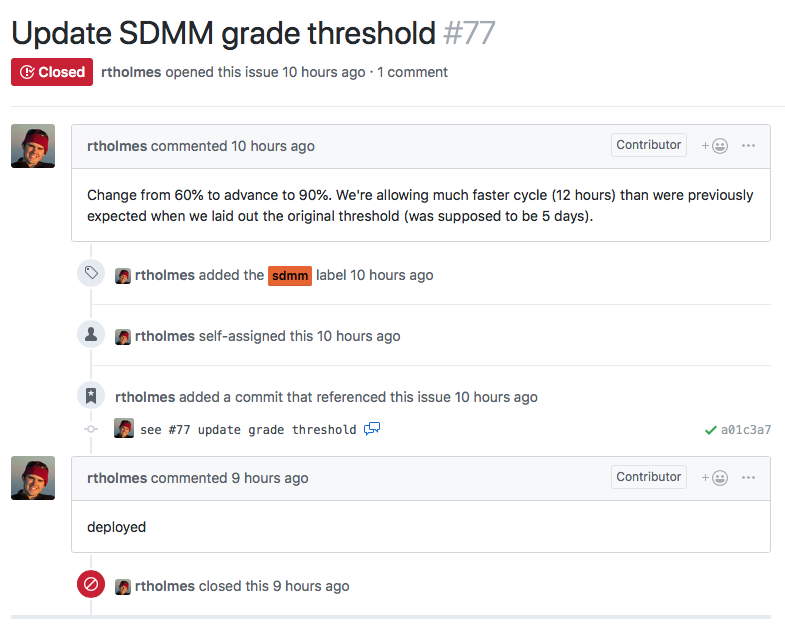 Update SDMM grade threshold #77
Closed rtholmes opened this issue 10 hours ago · 1 comment
rtholmes commented 10 hours ago Contributor
Change from 60% to advance to 90%. We're allowing much faster cycle (12 hours) than were previously
expected when we laid out the original threshold (was supposed to be 5 days).
rtholmes added the sdmm label 10 hours ago
rtholmes self-assigned this 10 hours ago
rtholmes added a commit that referenced this issue 10 hours ago
see #77 update grade threshold a01c3a7
rtholmes commented 9 hours ago Contributor
deployed
rtholmes closed this 9 hours ago